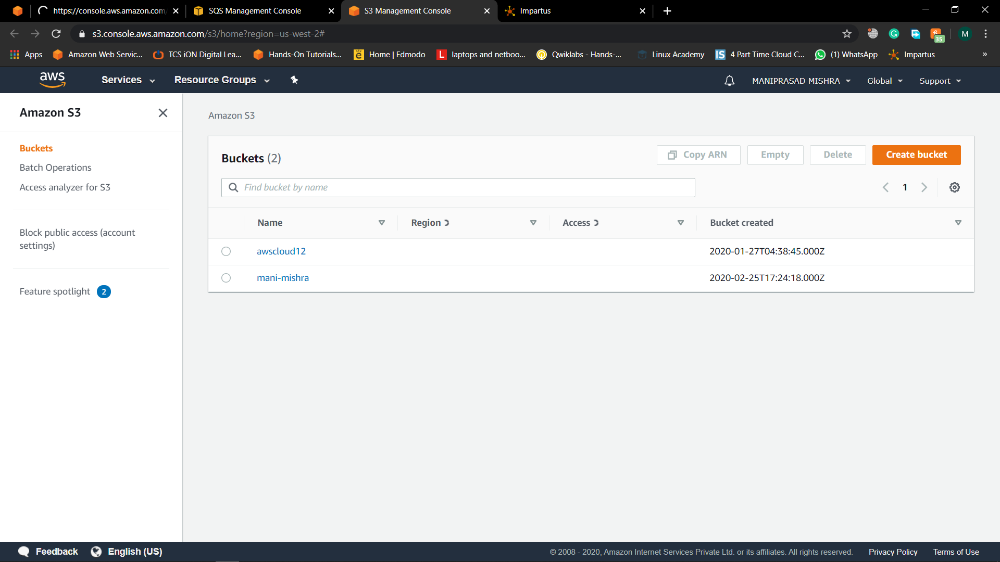 https://console.aws.amazon.com/
SQS Management Console
S3 Management Console
Impartus
s3.console.aws.amazon.com/s3/home?region=us-west-2#
35
M
Apps
Amazon Web Servic...
TCS iON Digital Lea...
Hands-On Tutorials...
Home | Edmodo
laptops and netboo...
Qwiklabs - Hands-...
Linux Academy
4 Part Time Cloud C...
(1) WhatsApp
Impartus
»
aws
Services
Resource Groups
MANIPRASAD MISHRA
Global
Support
Amazon S3
Buckets
Batch Operations
Access analyzer for S3
Block public access (account
settings)
Feature spotlight 2
Amazon S3
Buckets (2)
Copy ARN
Empty
Delete
Create bucket
Find bucket by name
1
Name
Region
Access
Bucket created
awscloud12 2020-01-27T04:38:45.000Z
mani-mishra 2020-02-25T17:24:18.000Z
Feedback
English (US)
© 2008 - 2020, Amazon Internet Services Private Ltd. or its affiliates. All rights reserved.
Privacy Policy
Terms of Use